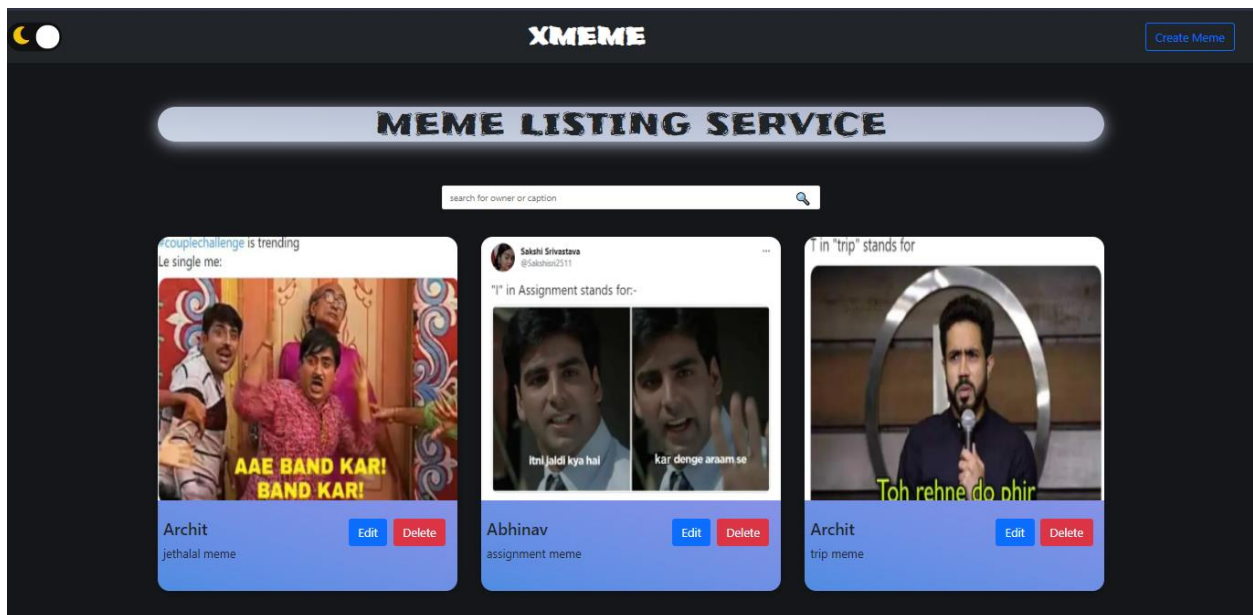 XMEME
Create Meme
MEME LISTING SERVICE
search for owner or caption
#couplechallenge is trending
Le single me:
AAE BAND KAR!
BAND KAR!
Archit
Edit
Delete
jethalal meme
Sakshi Srivastava
@Sakshisri2511
"I" in Assignment stands for:-
itni jaldi kya hai
kar denge araam se
Abhinav
Edit
Delete
assignment meme
T in "trip" stands for
Toh rehne do phir
Archit
Edit
Delete
trip meme